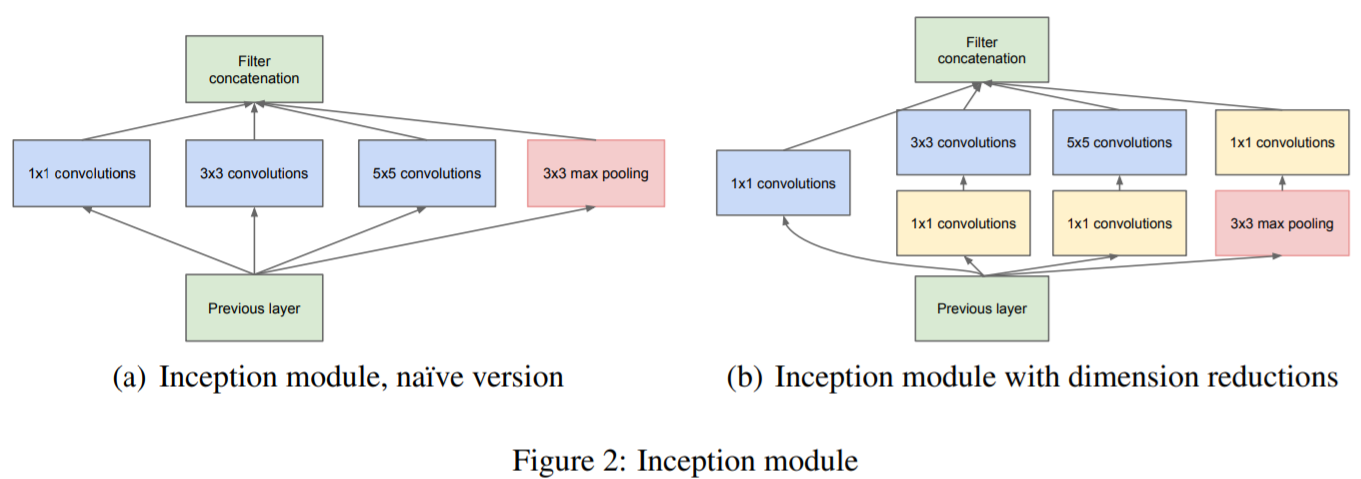 Filter
concatenation
1x1 convolutions
3x3 convolutions
5x5 convolutions
3x3 max pooling
Previous layer
(a) Inception module, naïve version
Filter
concatenation
1x1 convolutions
3x3 convolutions
5x5 convolutions
1x1 convolutions
1x1 convolutions
1x1 convolutions
3x3 max pooling
Previous layer
(b) Inception module with dimension reductions
Figure 2: Inception module